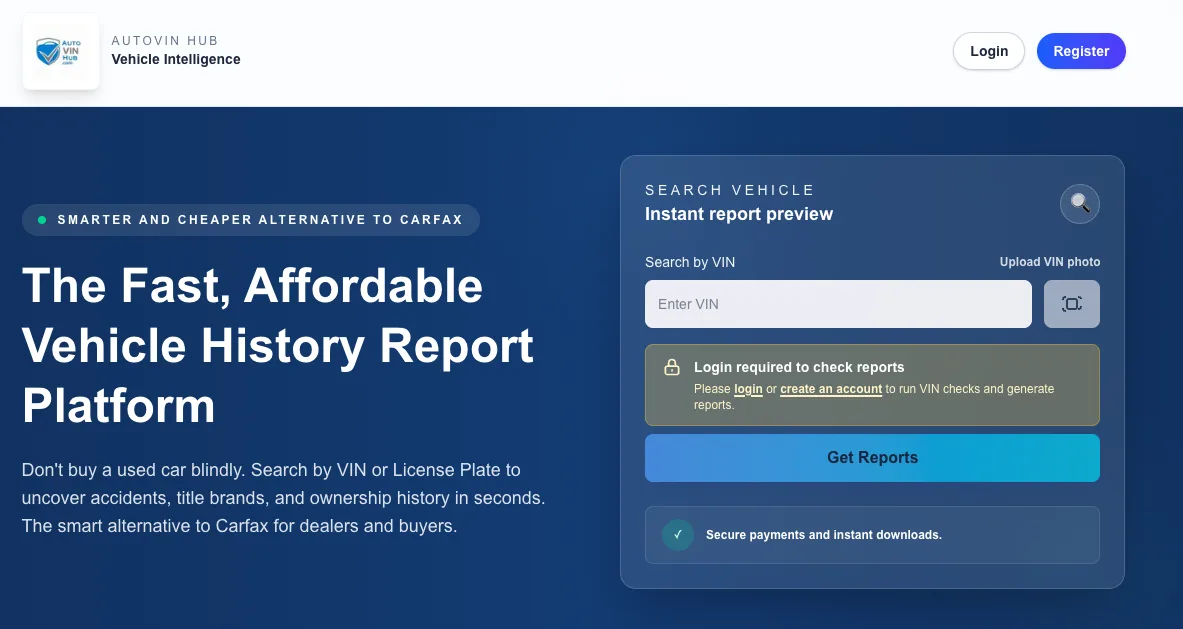 AUTO
VIN
HUB
.com
AUTOVIN HUB
Vehicle Intelligence
Login
Register
SMARTER AND CHEAPER ALTERNATIVE TO CARFAX
The Fast, Affordable
Vehicle History Report
Platform
Don't buy a used car blindly. Search by VIN or License Plate to
uncover accidents, title brands, and ownership history in seconds.
The smart alternative to Carfax for dealers and buyers.
SEARCH VEHICLE
Instant report preview
Search by VIN
Upload VIN photo
Enter VIN
Login required to check reports
Please login or create an account to run VIN checks and generate
reports.
Get Reports
✓
Secure payments and instant downloads.